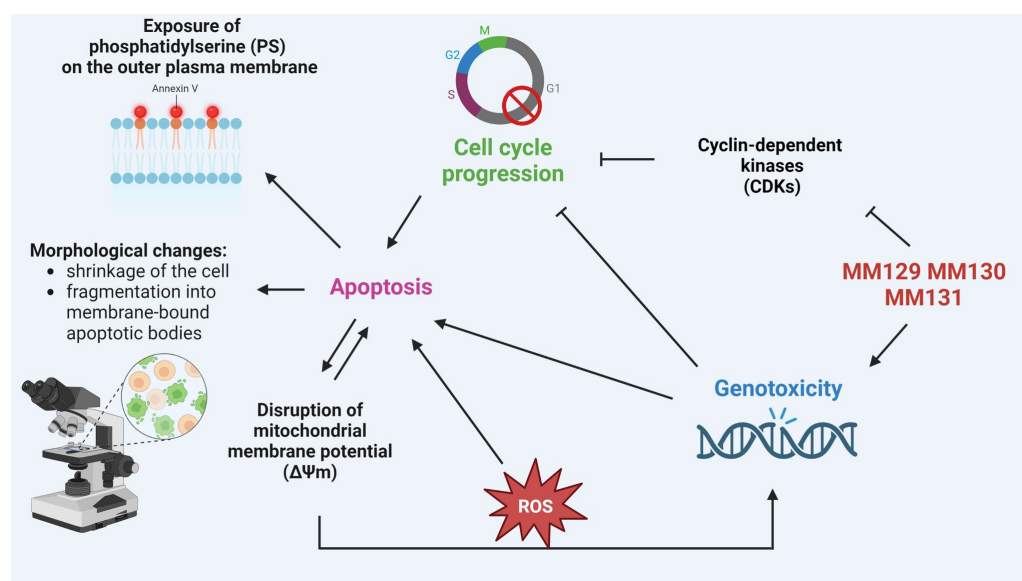 Exposure of
phosphatidylserine (PS)
on the outer plasma membrane
Annexin V
M
G2
S
G1
Cell cycle
progression
Cyclin-dependent
kinases
(CDKs)
MM129 MM130
MM131
Morphological changes:
• shrinkage of the cell
• fragmentation into
membrane-bound
apoptotic bodies
Apoptosis
Genotoxicity
Disruption of
mitochondrial
membrane potential
(ΔΨm)
ROS